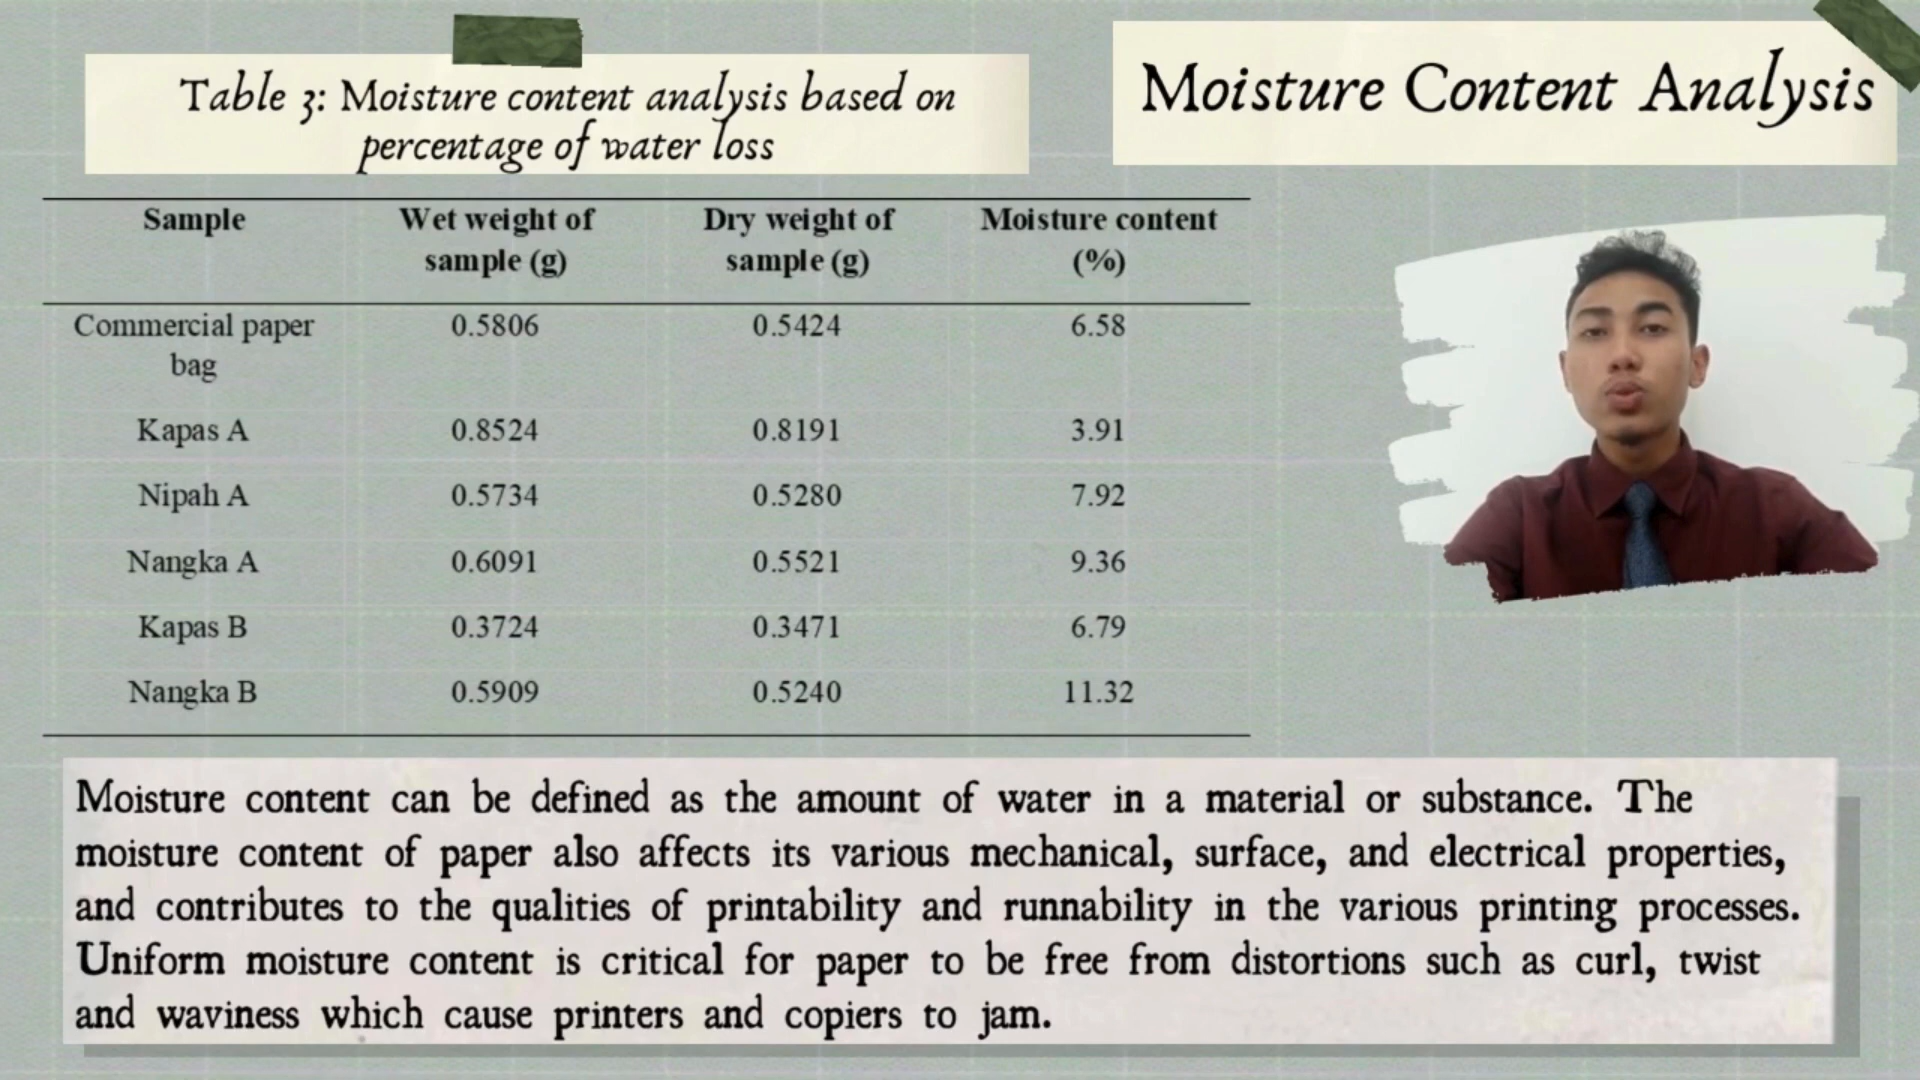 Table 3: Moisture content analysis based on
percentage of water loss
Moisture Content Analysis
Sample Wet weight of sample (g) Dry weight of sample (g) Moisture content (%)
Commercial paper bag 0.5806 0.5424 6.58
Kapas A 0.8524 0.8191 3.91
Nipah A 0.5734 0.5280 7.92
Nangka A 0.6091 0.5521 9.36
Kapas B 0.3724 0.3471 6.79
Nangka B 0.5909 0.5240 11.32
Moisture content can be defined as the amount of water in a material or substance. The
moisture content of paper also affects its various mechanical, surface, and electrical properties,
and contributes to the qualities of printability and runnability in the various printing processes.
Uniform moisture content is critical for paper to be free from distortions such as curl, twist
and waviness which cause printers and copiers to jam.